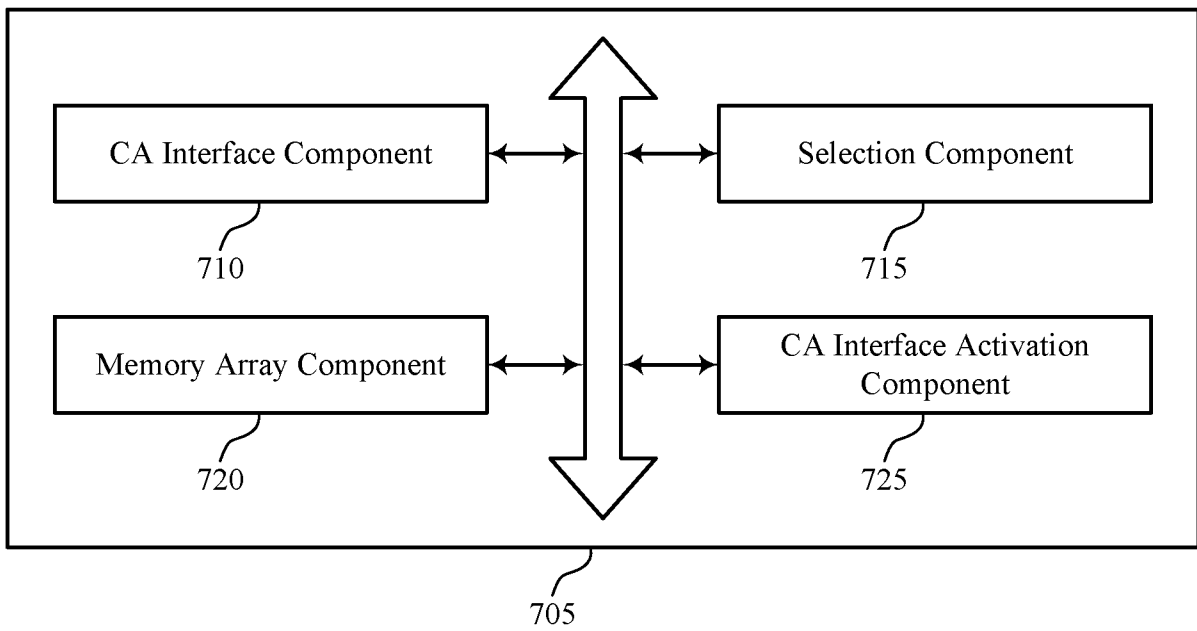 CA Interface Component
710
Selection Component
715
Memory Array Component
720
CA Interface Activation
Component
725
705